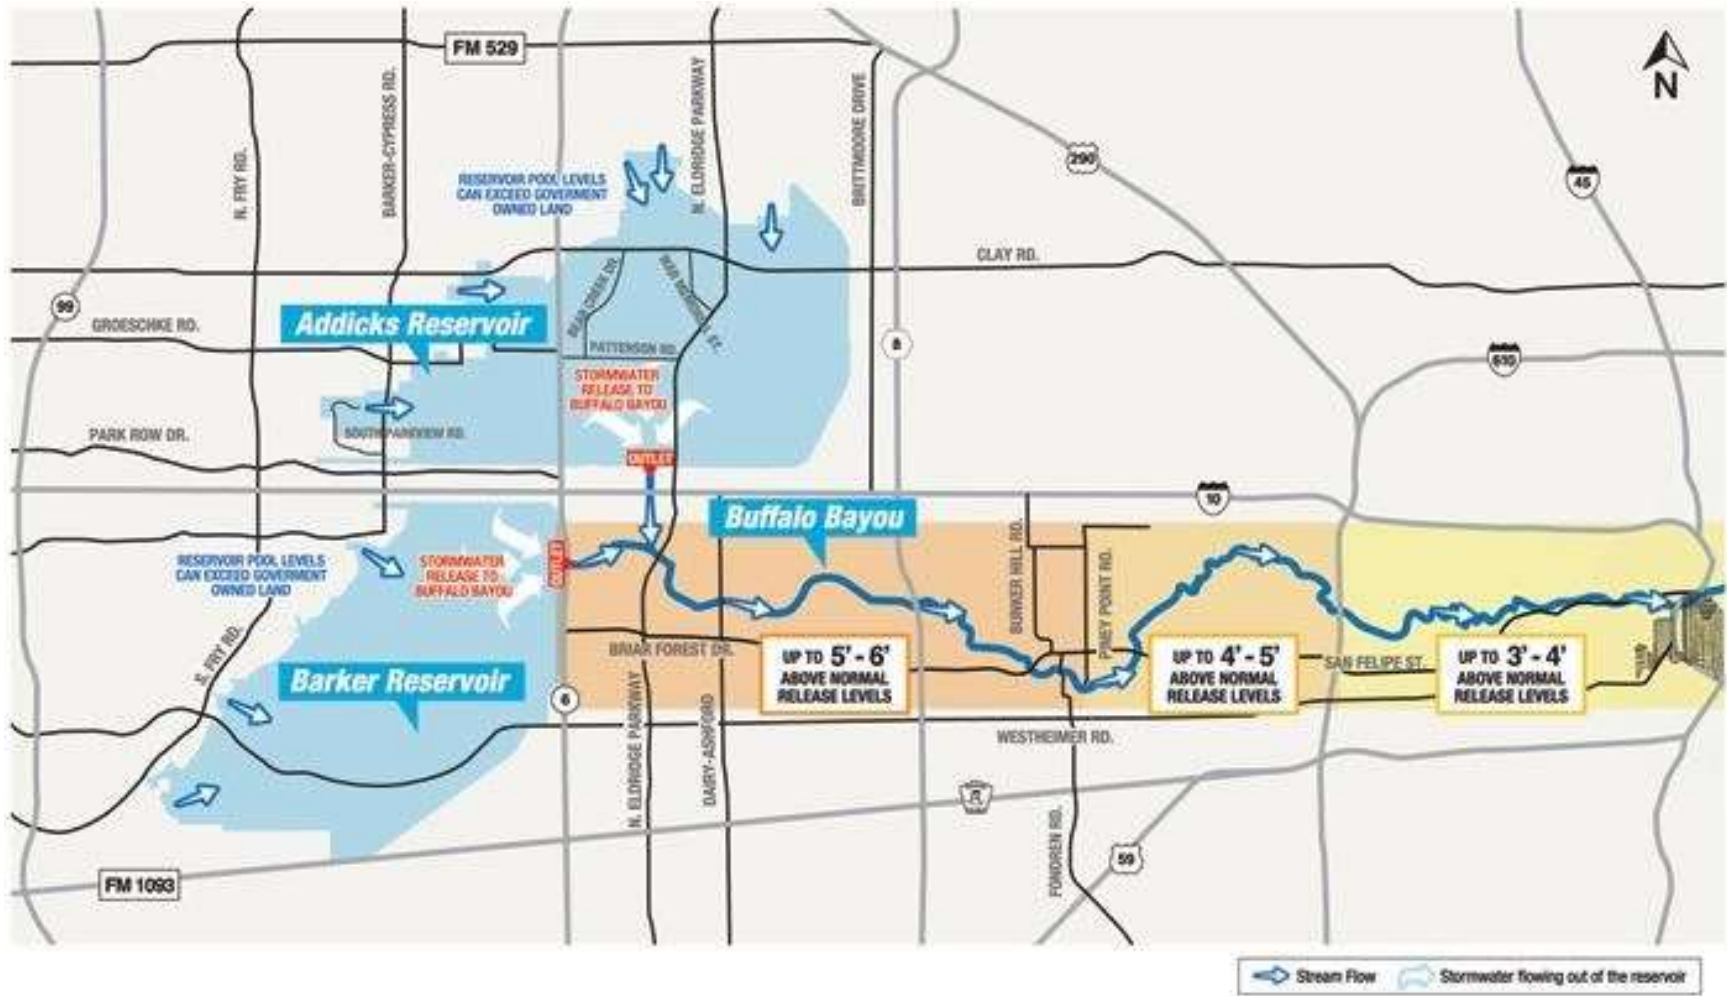 FM 529
N
N. FRY RD.
BARKER-CYPRESS RD.
N. ELDRIDGE PARKWAY
BRITTMOORE DRIVE
290
45
RESERVOIR POOL LEVELS
CAN EXCEED GOVERMENT
OWNED LAND
CLAY RD.
BEAR CREEK DR.
99
GROESCHKE RD.
Addicks Reservoir
PATTERSON RD.
8
610
STORMWATER
RELEASE TO
BUFFALO BAYOU
PARK ROW DR.
SOUTH PARKVIEW RD.
OUTLET
10
Buffalo Bayou
RESERVOIR POOL LEVELS
CAN EXCEED GOVERMENT
OWNED LAND
STORMWATER
RELEASE TO
BUFFALO BAYOU
OUTLET
BUNKER HILL RD.
PINEY POINT RD.
S. FRY RD.
BRIAR FOREST DR.
UP TO 5' - 6'
ABOVE NORMAL
RELEASE LEVELS
UP TO 4' - 5'
ABOVE NORMAL
RELEASE LEVELS
SAN FELIPE ST.
UP TO 3' - 4'
ABOVE NORMAL
RELEASE LEVELS
Barker Reservoir
6
N. ELDRIDGE PARKWAY
DAIRY-ASHFORD
WESTHEIMER RD.
FONDREN RD.
59
FM 1093
Stream Flow
Stormwater flowing out of the reservoir